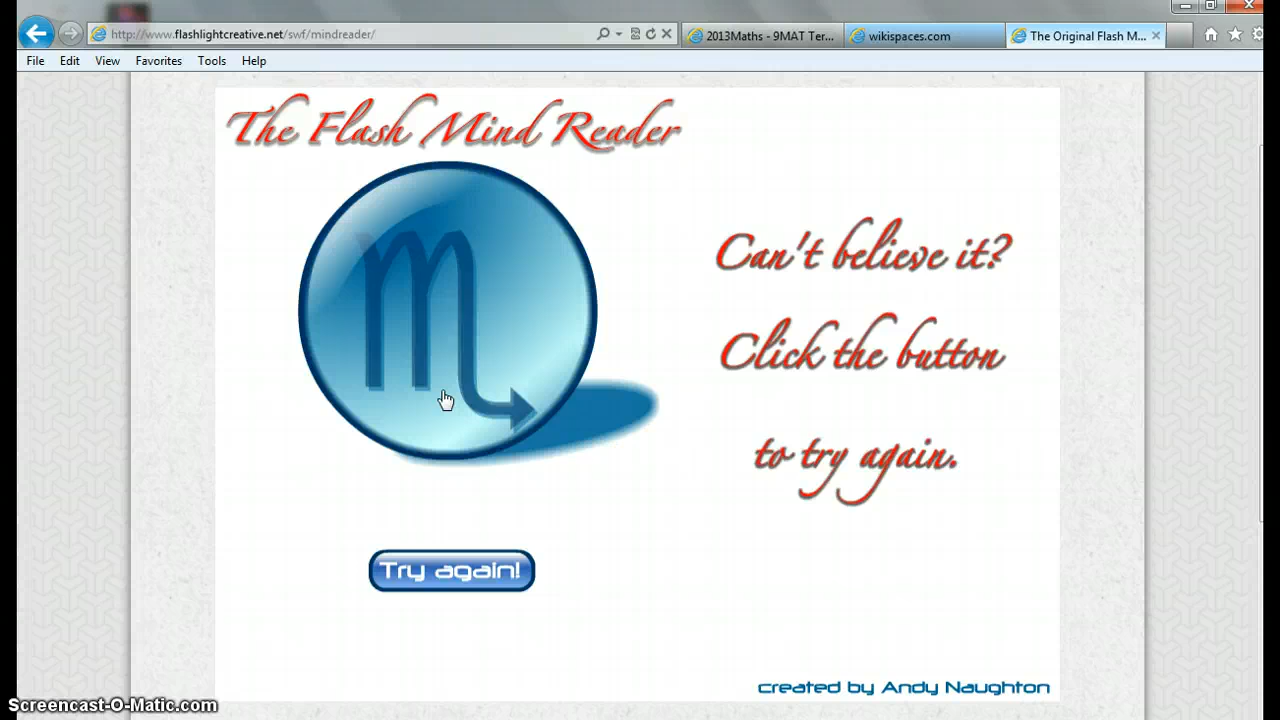 http://www.flashlightcreative.net/swf/mindreader/
2013Maths - 9MAT Ter...
wikispaces.com
The Original Flash M...
File Edit View Favorites Tools Help
The Flash Mind Reader
Can't believe it?
Click the button
to try again.
Try again!
created by Andy Naughton
Screencast-O-Matic.com